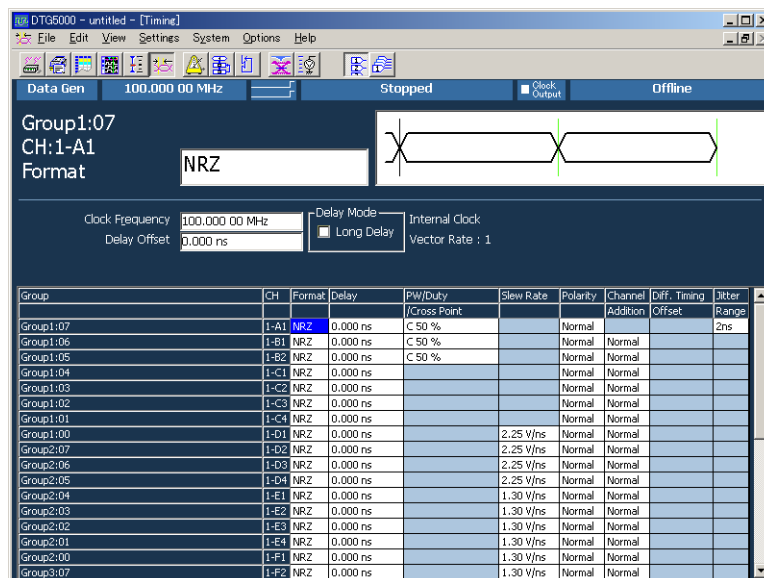 DTG5000 - untitled - [Timing]
File Edit View Settings System Options Help
Data Gen 100.000 00 MHz Stopped Clock Output Offline
Group1:07
CH:1-A1
Format NRZ
Clock Frequency 100.000 00 MHz Delay Mode Internal Clock
Delay Offset 0.000 ns Long Delay Vector Rate : 1
Group CH Format Delay PW/Duty Slew Rate Polarity Channel Diff. Timing Jitter
/Cross Point Addition Offset Range
Group1:07 1-A1 NRZ 0.000 ns C 50 % Normal 2ns
Group1:06 1-B1 NRZ 0.000 ns C 50 % Normal Normal
Group1:05 1-B2 NRZ 0.000 ns C 50 % Normal Normal
Group1:04 1-C1 NRZ 0.000 ns Normal Normal
Group1:03 1-C2 NRZ 0.000 ns Normal Normal
Group1:02 1-C3 NRZ 0.000 ns Normal Normal
Group1:01 1-C4 NRZ 0.000 ns Normal Normal
Group1:00 1-D1 NRZ 0.000 ns 2.25 V/ns Normal Normal
Group2:07 1-D2 NRZ 0.000 ns 2.25 V/ns Normal Normal
Group2:06 1-D3 NRZ 0.000 ns 2.25 V/ns Normal Normal
Group2:05 1-D4 NRZ 0.000 ns 2.25 V/ns Normal Normal
Group2:04 1-E1 NRZ 0.000 ns 1.30 V/ns Normal Normal
Group2:03 1-E2 NRZ 0.000 ns 1.30 V/ns Normal Normal
Group2:02 1-E3 NRZ 0.000 ns 1.30 V/ns Normal Normal
Group2:01 1-E4 NRZ 0.000 ns 1.30 V/ns Normal Normal
Group2:00 1-F1 NRZ 0.000 ns 1.30 V/ns Normal Normal
Group3:07 1-F2 NRZ 0.000 ns 1.30 V/ns Normal Normal